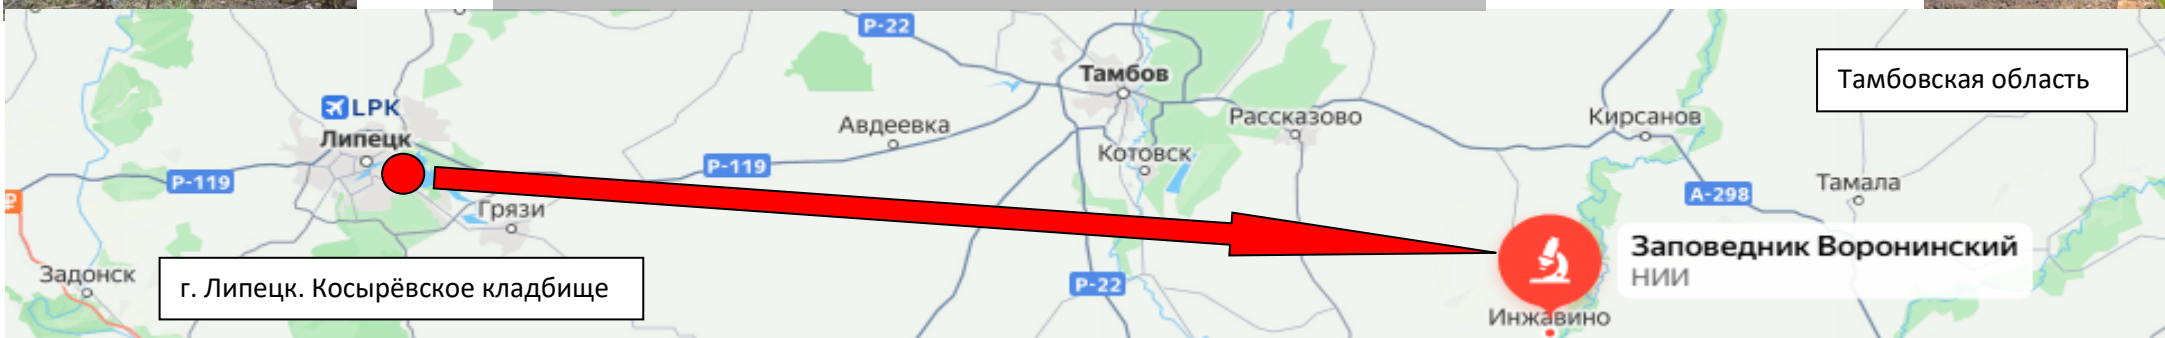 Р-22
Тамбов
Тамбовская область
LPK
Липецк
Авдеевка
Рассказово
Кирсанов
Р-119
Р-119
Котовск
А-298
Тамала
Грязи
Заповедник Воронинский
НИИ
Задонск
г. Липецк. Косырёвское кладбище
Р-22
Инжавино